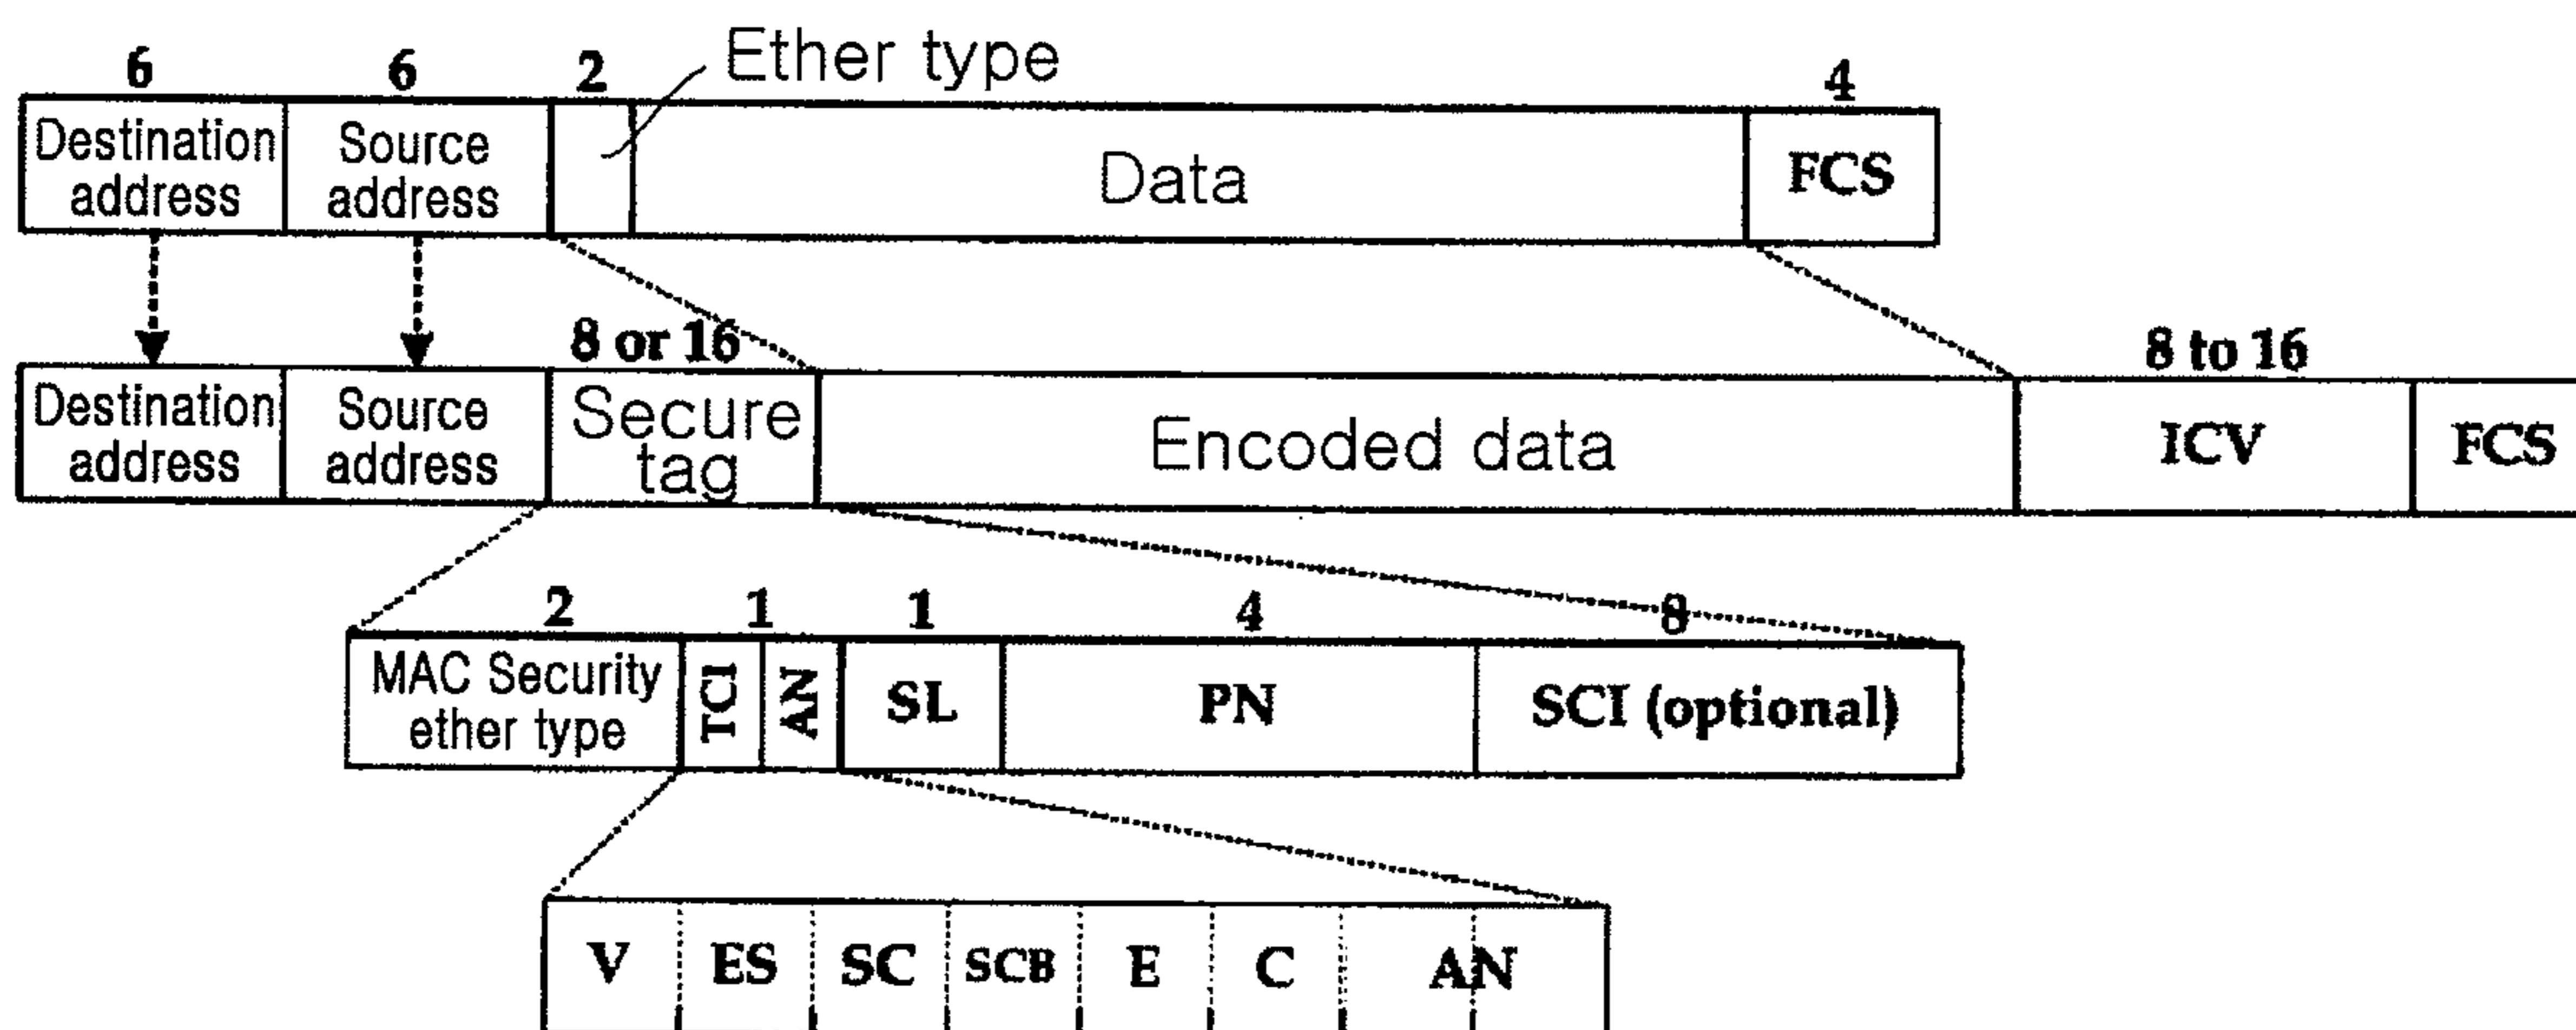 Ether type
6 6 2 4
Destination address
Source address
Data
FCS
8 or 16 8 to 16
Destination address
Source address
Secure tag
Encoded data
ICV
FCS
2 1 1 4 8
MAC Security ether type
TCI
AN
SL
PN
SCI (optional)
V ES SC SCB E C AN